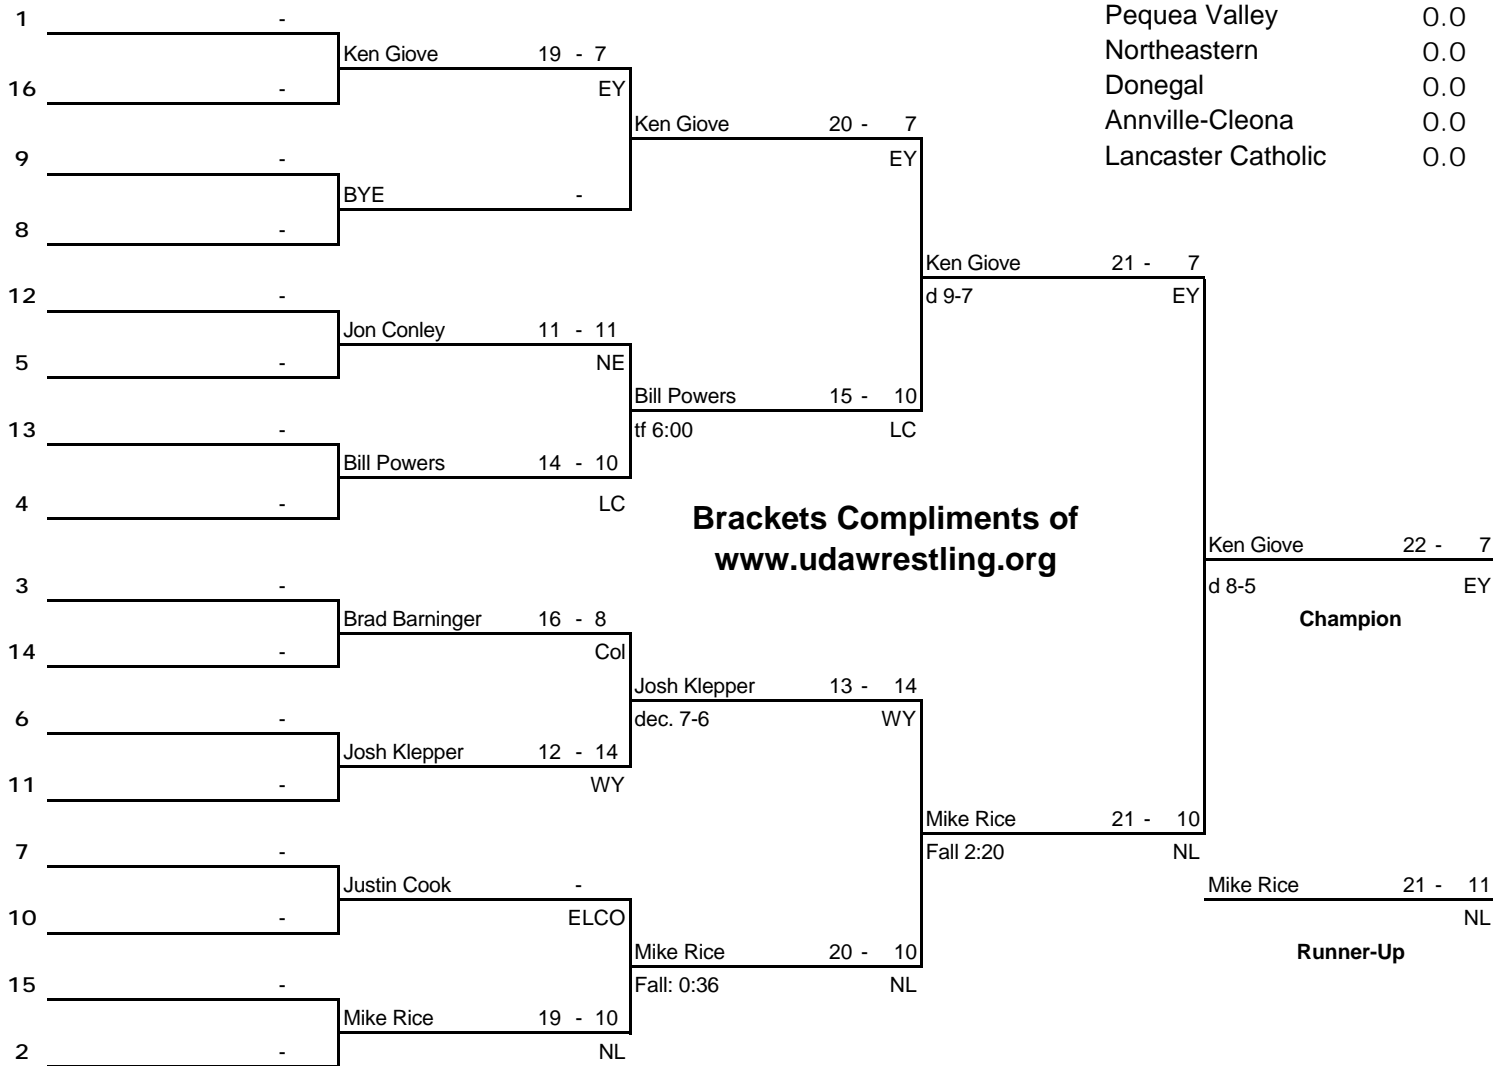 Pequea Valley 0.0
1 -
Ken Giove 19 - 7
Northeastern 0.0
16 - EY
Donegal 0.0
Ken Giove 20 - 7
Annville-Cleona 0.0
9 - EY
Lancaster Catholic 0.0
BYE -
8 -
Ken Giove 21 - 7
12 -
d 9-7 EY
Jon Conley 11 - 11
5 - NE
Bill Powers 15 - 10
13 -
tf 6:00 LC
Bill Powers 14 - 10
4 - LC
Brackets Compliments of
www.udawrestling.org
Ken Giove 22 - 7
3 -
d 8-5 EY
Brad Barninger 16 - 8
Champion
14 - Col
Josh Klepper 13 - 14
6 -
dec. 7-6 WY
Josh Klepper 12 - 14
11 - WY
Mike Rice 21 - 10
7 -
Fall 2:20 NL
Justin Cook -
Mike Rice 21 - 11
10 - ELCO
NL
Mike Rice 20 - 10
Runner-Up
15 -
Fall: 0:36 NL
Mike Rice 19 - 10
2 - NL